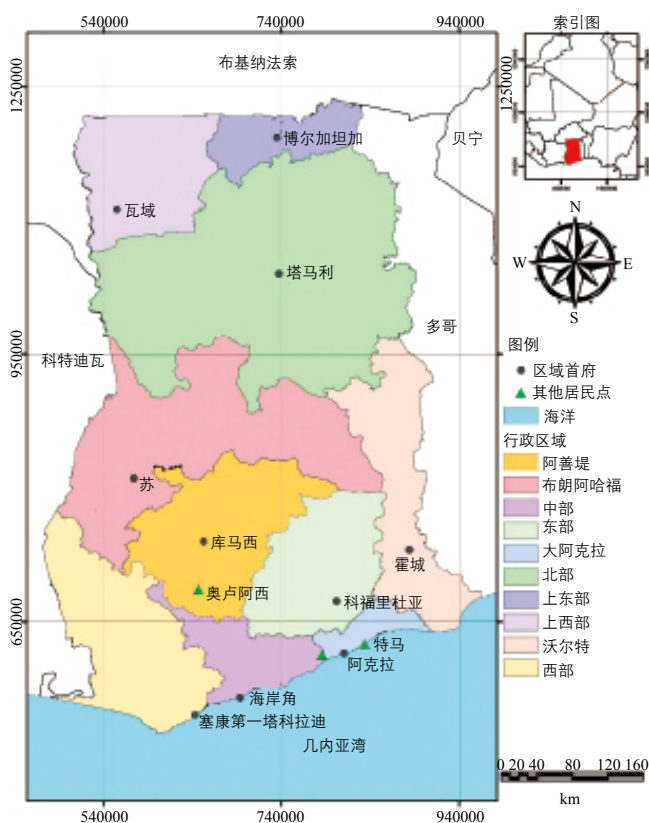 540000 740000 940000
索引图
布基纳法索
1250000
1250000
博尔加坦加
贝宁
瓦域
N
W E
S
塔马利
多哥
950000
科特迪瓦
图例
区域首府
其他居民点
海洋
行政区域
阿善堤
布朗阿哈福
中部
东部
大阿克拉
北部
上东部
上西部
沃尔特
西部
苏
库马西
霍城
奥卢阿西
科福里杜亚
650000
特马
阿克拉
海岸角
塞康第一塔科拉迪
几内亚湾
0 20 40 80 120 160
km
540000 740000 940000